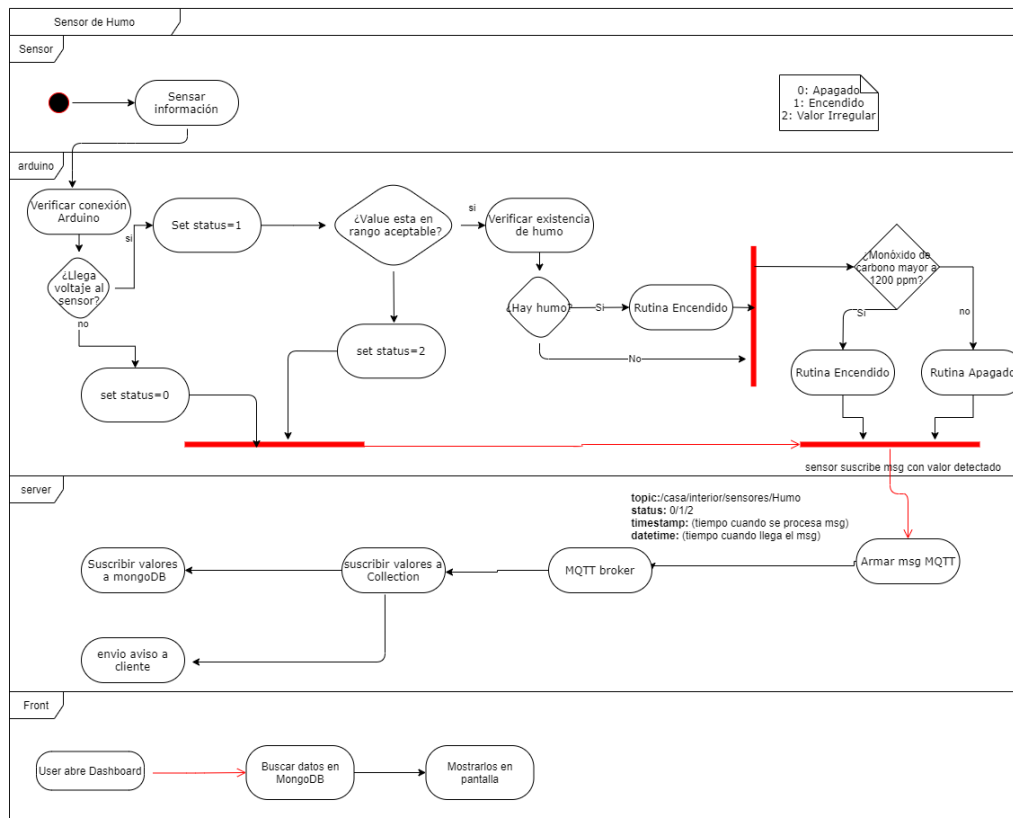 Sensor de Humo
Sensor
Sensar
información
0: Apagado
1: Encendido
2: Valor Irregular
arduino
Verificar conexión
Arduino
si
Set status=1
¿Value esta en
rango aceptable?
si
Verificar existencia
de humo
¿Llega
voltaje al
sensor?
no
set status=0
set status=2
¿Hay humo?
Si
Rutina Encendido
No
¿Monóxido de
carbono mayor a
1200 ppm?
Si
no
Rutina Encendido
Rutina Apagado
sensor suscribe msg con valor detectado
server
topic:/casa/interior/sensores/Humo
status: 0/1/2
timestamp: (tiempo cuando se procesa msg)
datetime: (tiempo cuando llega el msg)
Suscribir valores
a mongoDB
suscribir valores a
Collection
MQTT broker
Armar msg MQTT
envio aviso a
cliente
Front
User abre Dashboard
Buscar datos en
MongoDB
Mostrarlos en
pantalla